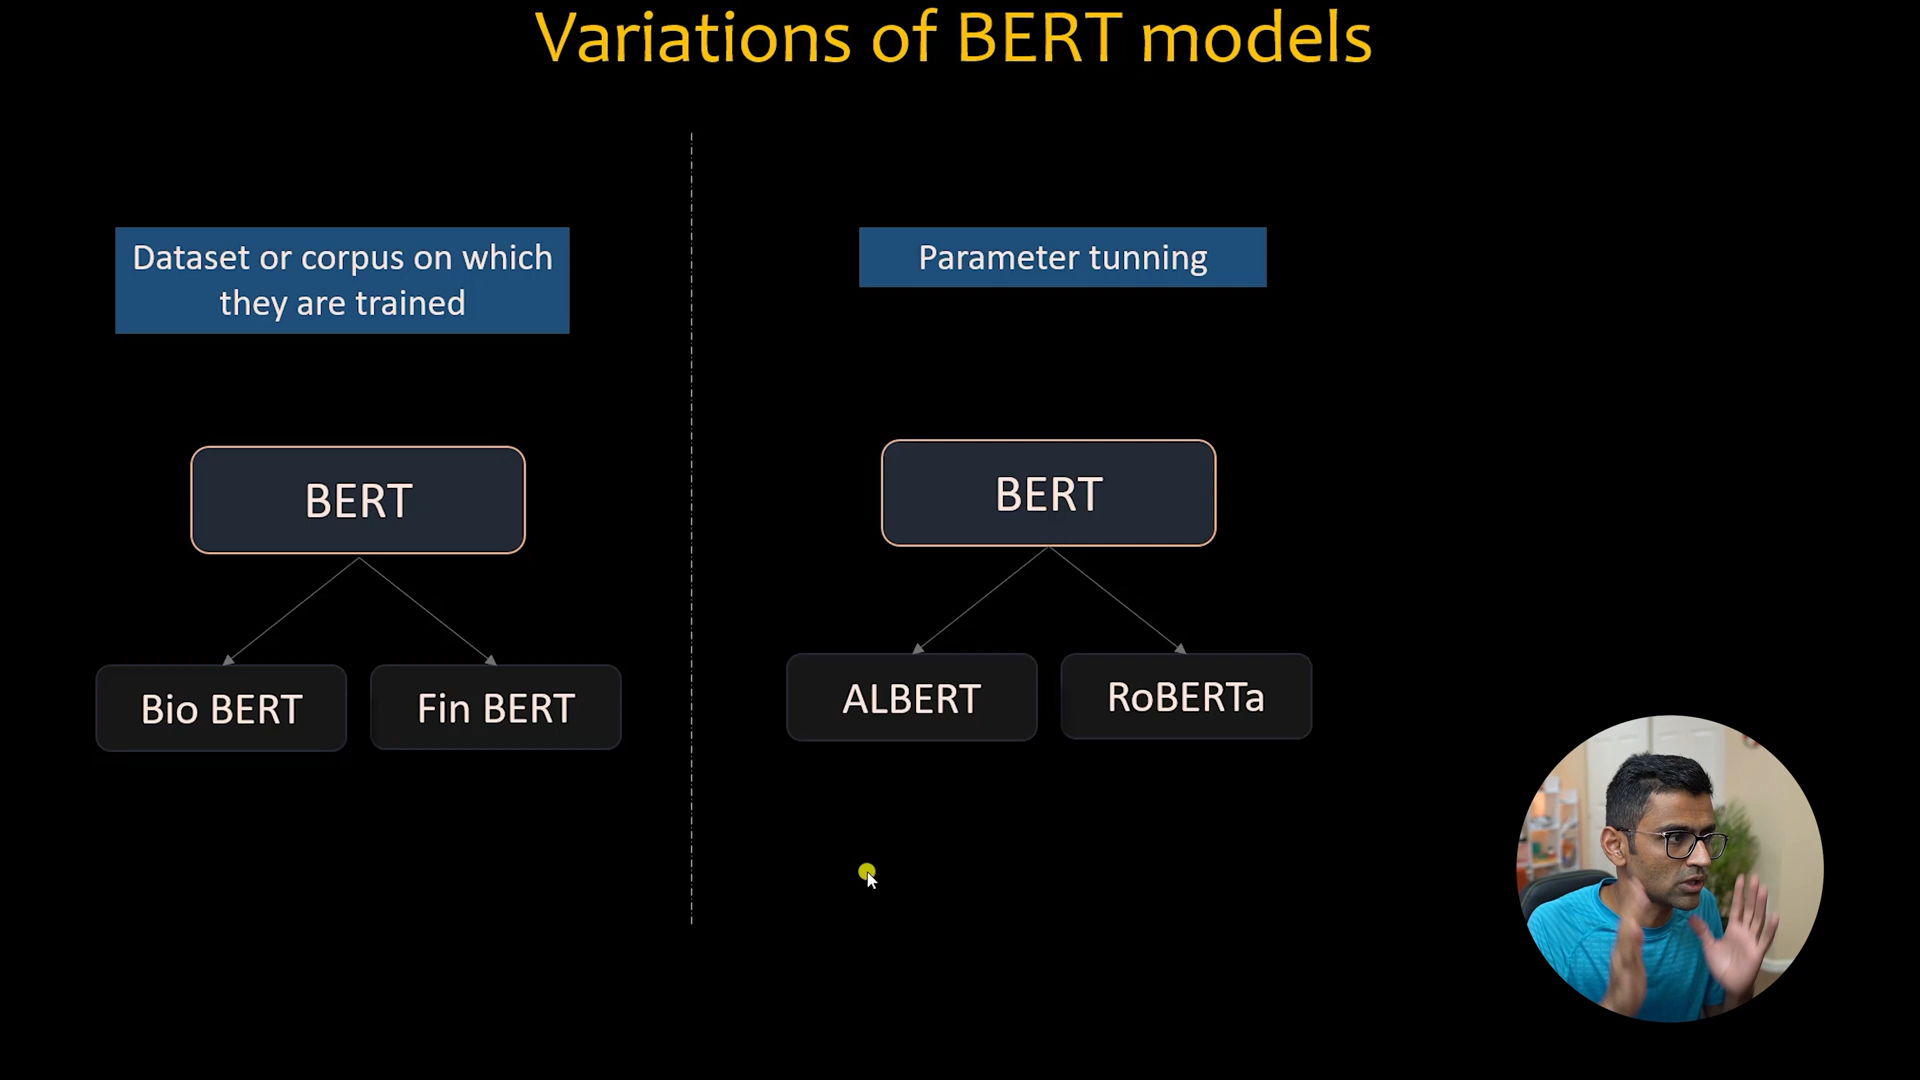 Variations of BERT models
Dataset or corpus on which
they are trained
BERT
Bio BERT
Fin BERT
Parameter tunning
BERT
ALBERT
RoBERTa